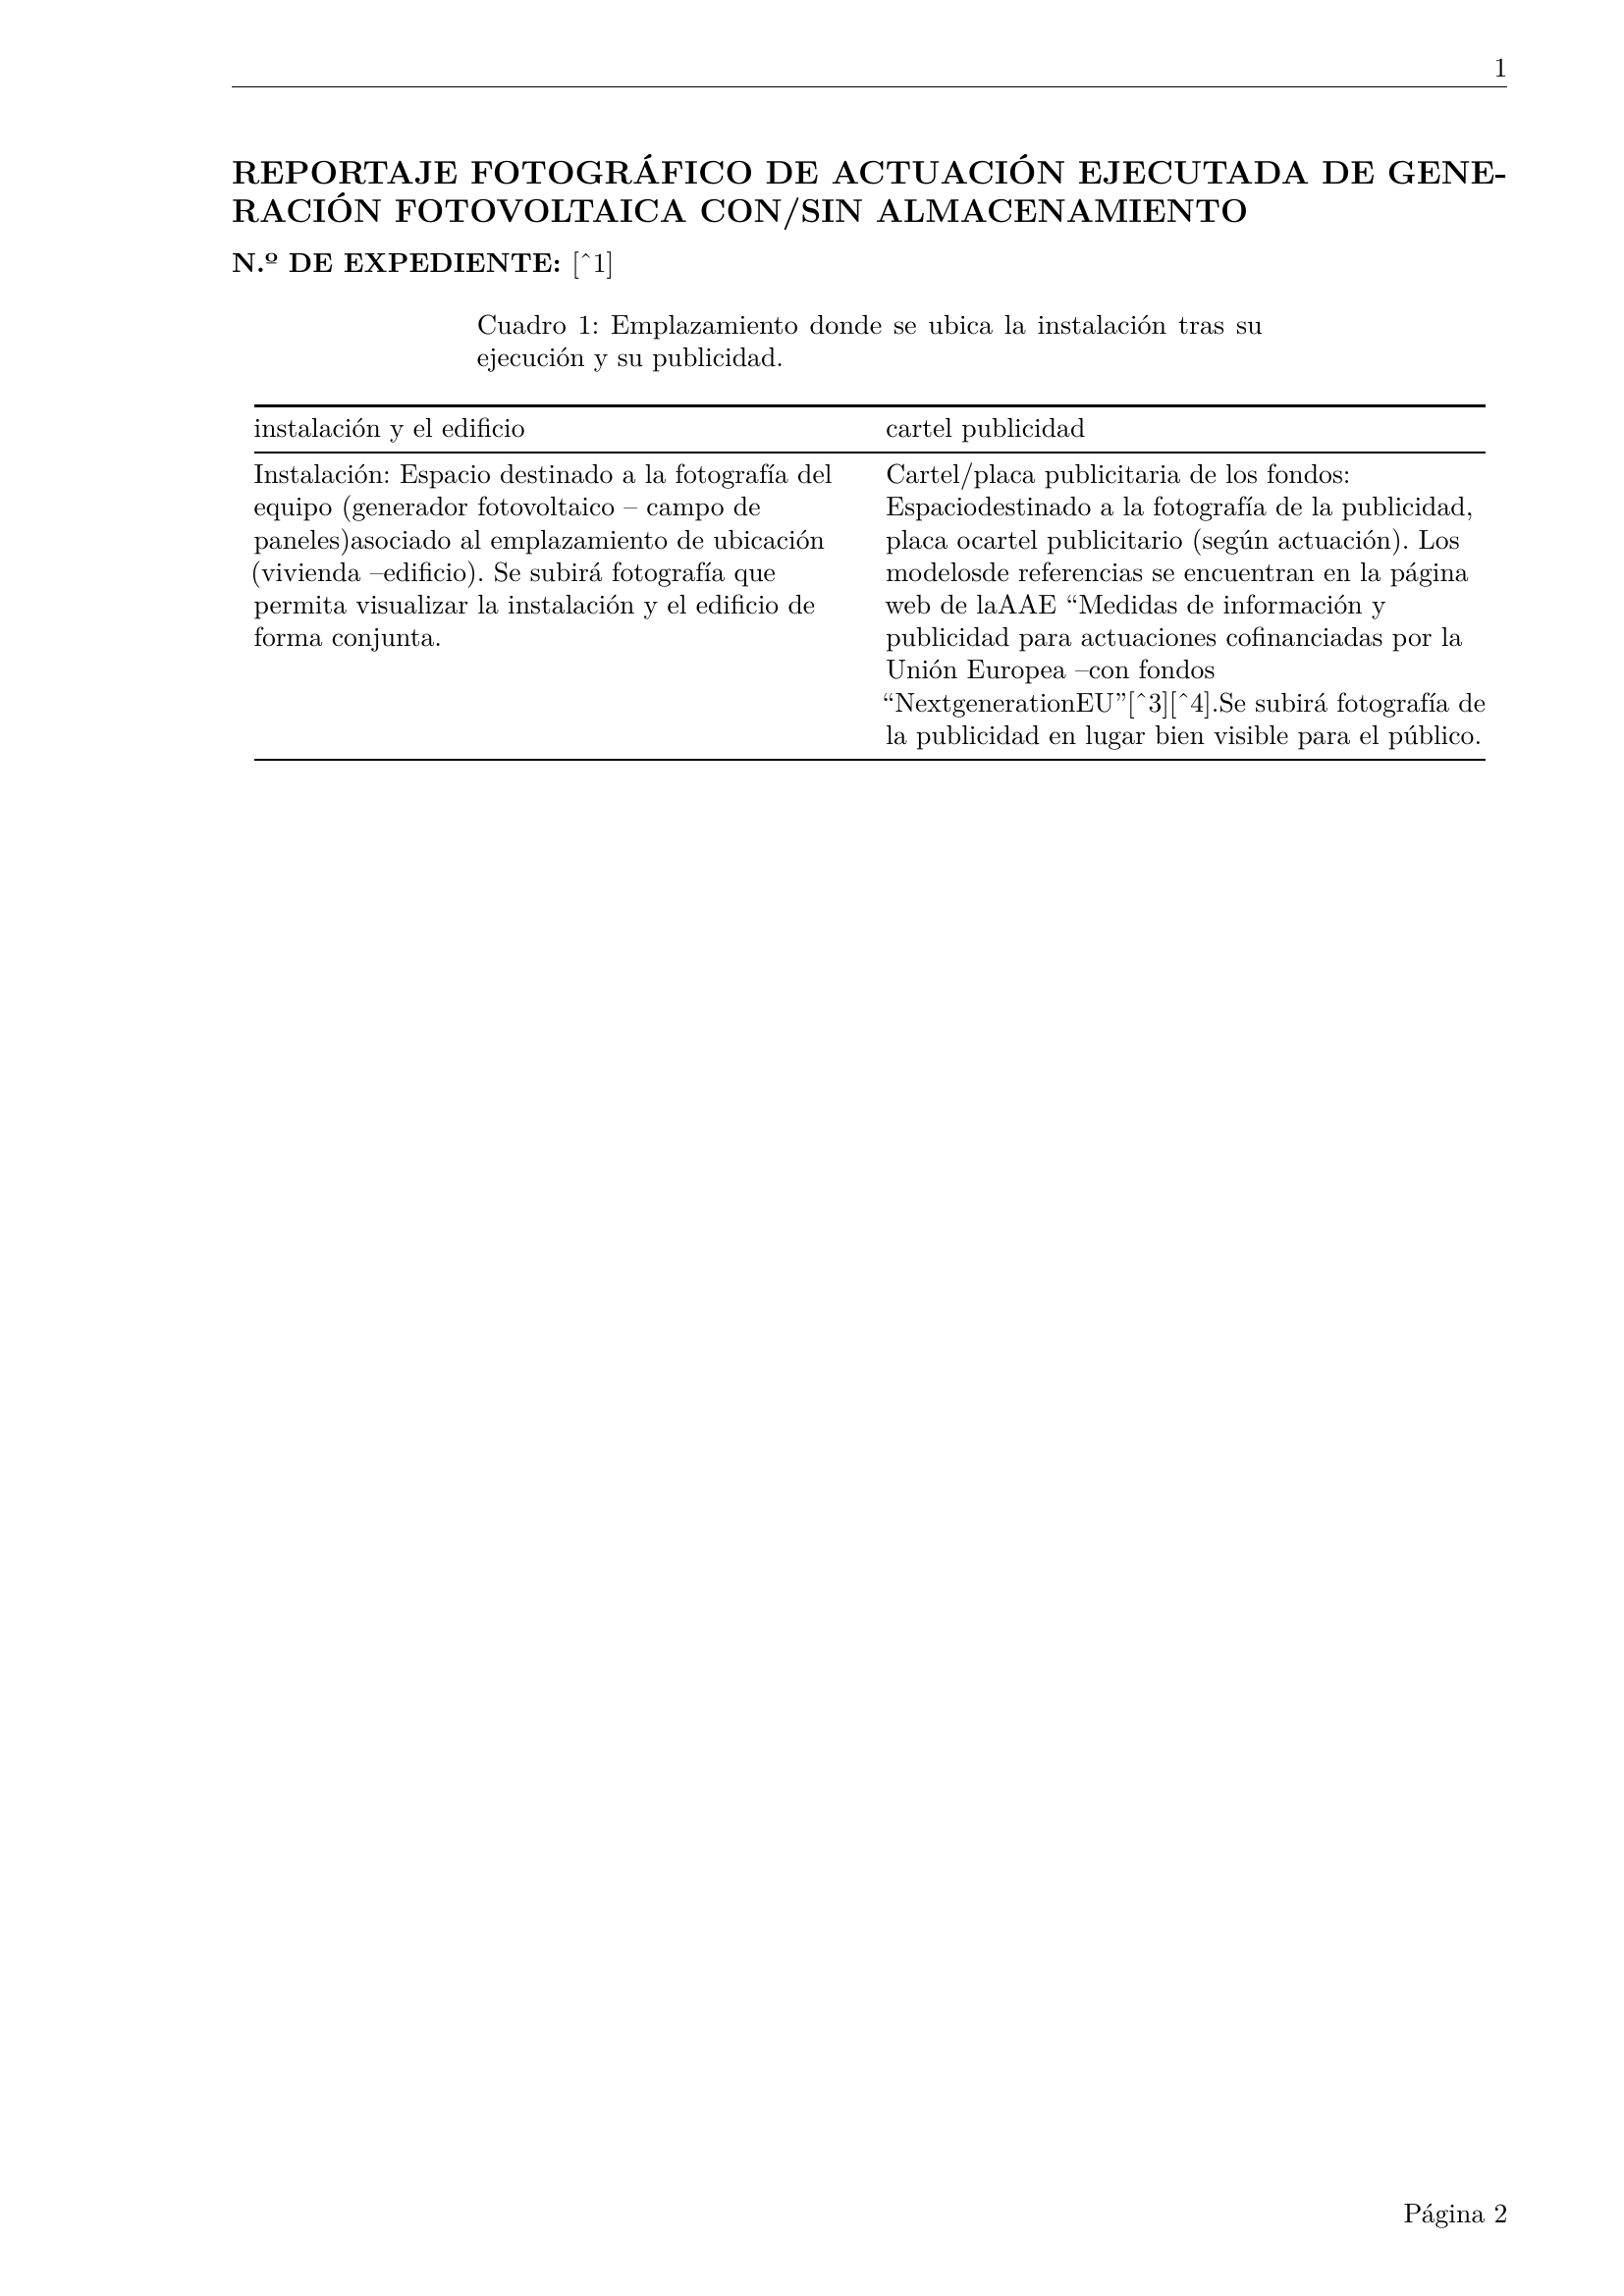 1
REPORTAJE FOTOGRÁFICO DE ACTUACIÓN EJECUTADA DE GENE-
RACIÓN FOTOVOLTAICA CON/SIN ALMACENAMIENTO
N.º DE EXPEDIENTE: [ˆ1]
Cuadro 1: Emplazamiento donde se ubica la instalación tras su
ejecución y su publicidad.
instalación y el edificio
Instalación: Espacio destinado a la fotografía del
equipo (generador fotovoltaico – campo de
paneles)asociado al emplazamiento de ubicación
(vivienda –edificio). Se subirá fotografía que
permita visualizar la instalación y el edificio de
forma conjunta.
cartel publicidad
Cartel/placa publicitaria de los fondos:
Espaciodestinado a la fotografía de la publicidad,
placa ocartel publicitario (según actuación). Los
modelosde referencias se encuentran en la página
web de laAAE “Medidas de información y
publicidad para actuaciones cofinanciadas por la
Unión Europea –con fondos
“NextgenerationEU”[ˆ3][ˆ4].Se subirá fotografía de
la publicidad en lugar bien visible para el público.
Página 2